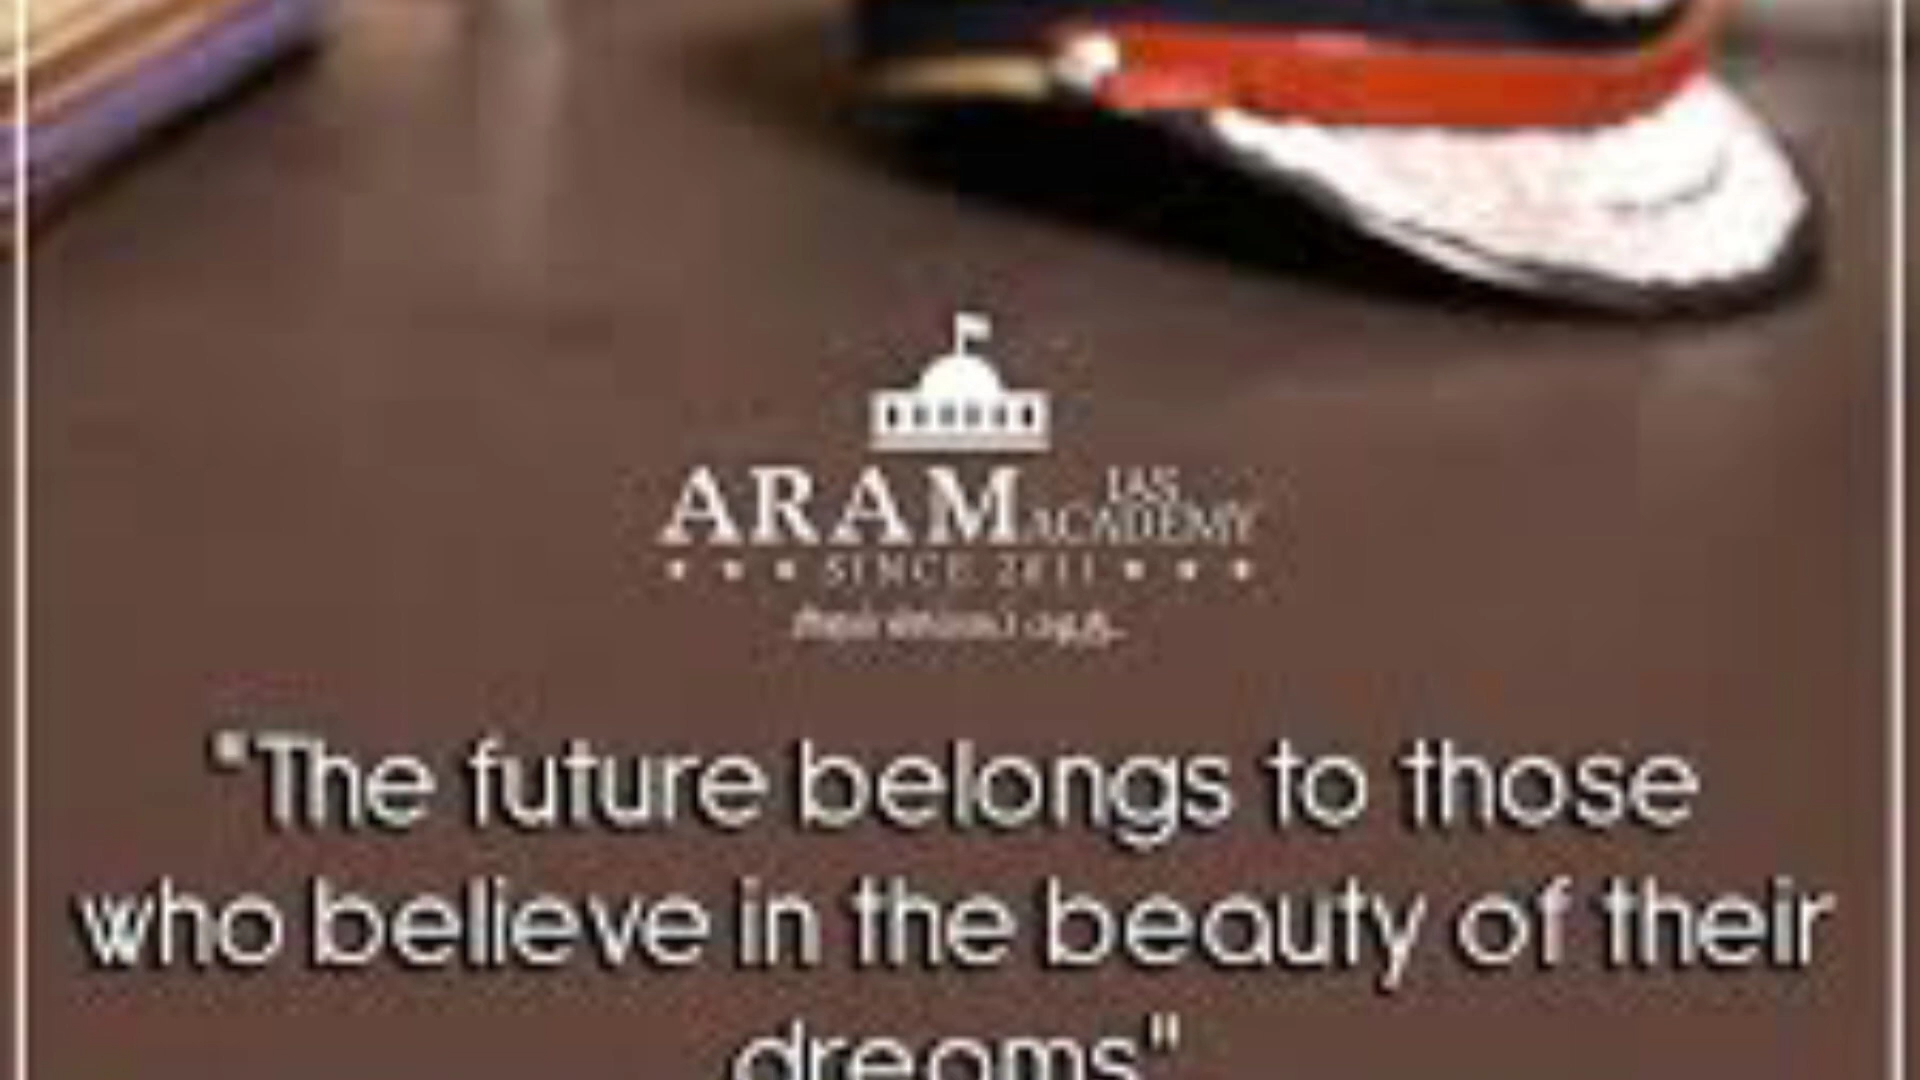 ARAM IAS ACADEMY
SINCE 2011
"The future belongs to those
who believe in the beauty of their
dreams"